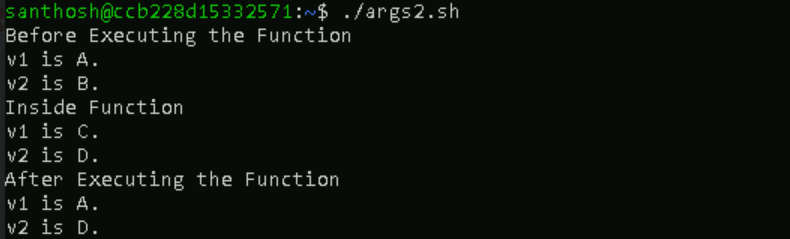 santhosh@ccb228d15332571:~$ ./args2.sh
Before Executing the Function
v1 is A.
v2 is B.
Inside Function
v1 is C.
v2 is D.
After Executing the Function
v1 is A.
v2 is D.